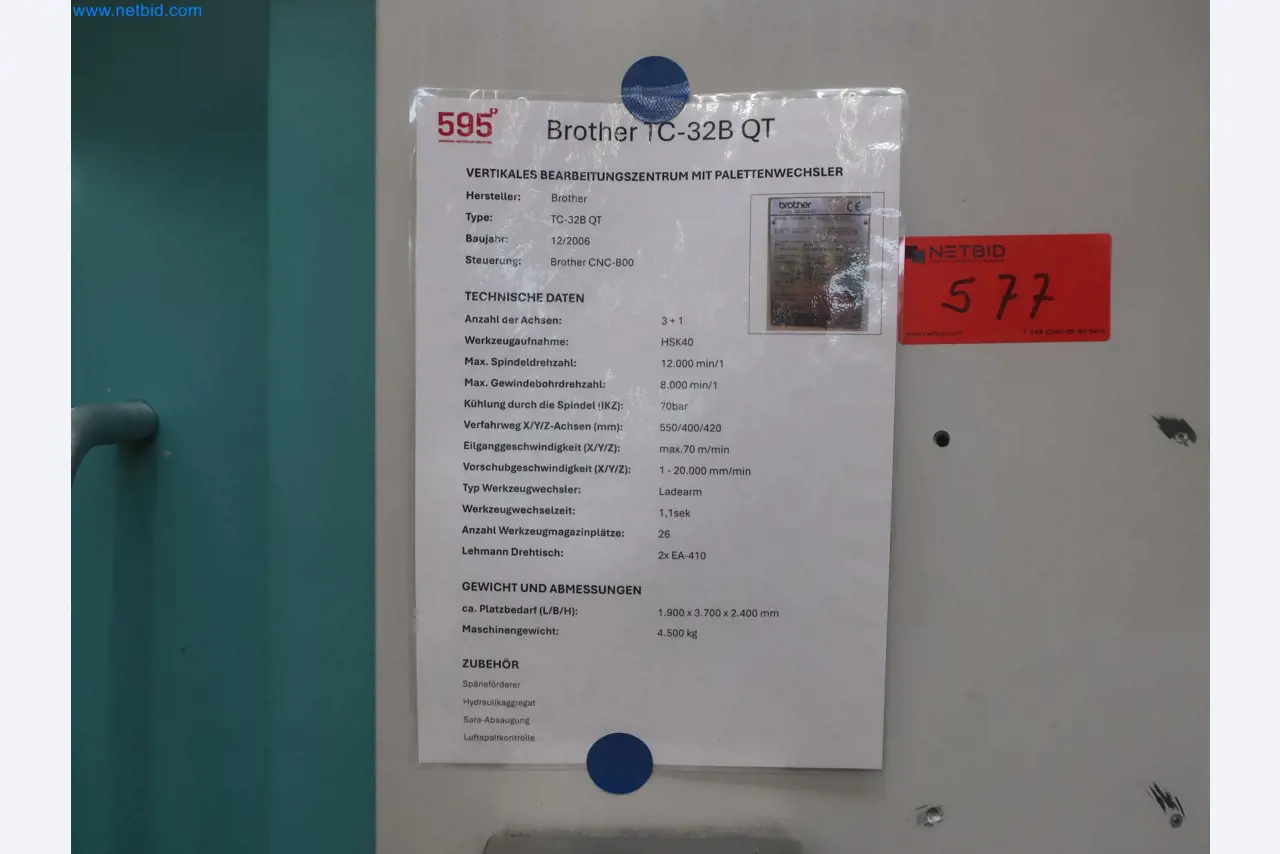 www.netbid.com
595
Brother TC-32B QT
VERTIKALES BEARBEITUNGSZENTRUM MIT PALETTENWECHSLER
Hersteller: Brother
Type: TC-32B QT
Baujahr: 12/2006
Steuerung: Brother CNC-B00
brother
CE
NETBID
577
www.netbid.com
TECHNISCHE DATEN
Anzahl der Achsen: 3 + 1
Werkzeugaufnahme: HSK40
Max. Spindeldrehzahl: 12.000 min/1
Max. Gewindebohrdrehzahl: 8.000 min/1
Kühlung durch die Spindel (IKZ): 70bar
Verfahrweg X/Y/Z-Achsen (mm): 550/400/420
Eilganggeschwindigkeit (X/Y/Z): max.70 m/min
Vorschubgeschwindigkeit (X/Y/Z): 1 - 20.000 mm/min
Typ Werkzeugwechsler: Ladearm
Werkzeugwechselzeit: 1,1sek
Anzahl Werkzeugmagazinplätze: 26
Lehmann Drehtisch: 2x EA-410
GEWICHT UND ABMESSUNGEN
ca. Platzbedarf (L/B/H): 1.900 x 3.700 x 2.400 mm
Maschinengewicht: 4.500 kg
ZUBEHÖR
Späneförderer
Hydraulikaggregat
Sara-Absaugung
Luftspaltkontrolle